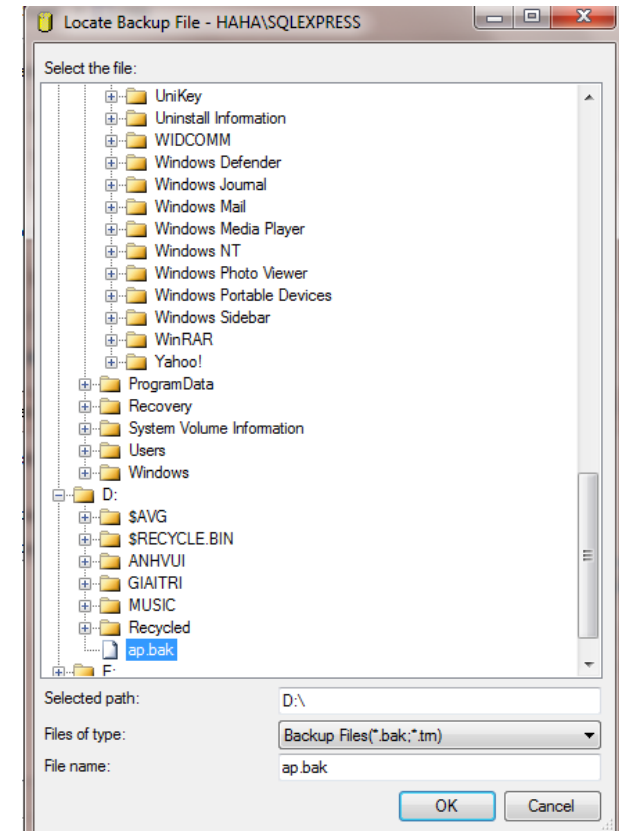 Locate Backup File - HAHA\SQLEXPRESS
Select the file:
UniKey
Uninstall Information
WIDCOMM
Windows Defender
Windows Journal
Windows Mail
Windows Media Player
Windows NT
Windows Photo Viewer
Windows Portable Devices
Windows Sidebar
WinRAR
Yahoo!
ProgramData
Recovery
System Volume Information
Users
Windows
D:
$AVG
$RECYCLE.BIN
ANHVUI
GIAITRI
MUSIC
Recycled
ap.bak
Selected path: D:\
Files of type: Backup Files(*.bak;*.trn)
File name: ap.bak
OK Cancel